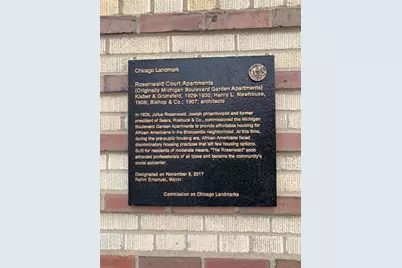 Chicago Landmark
Rosenwald Court Apartments
(Originally Michigan Boulevard Garden Apartments)
Klaber & Grunsfeld, 1929-1930; Henry L. Newhouse,
1908; Bishop & Co.; 1907; architects
In 1929, Julius Rosenwald, Jewish philanthropist and former
president of Sears, Roebuck & Co., commissioned the Michigan
Boulevard Garden Apartments to provide affordable housing for
African Americans in the Bronzeville neighborhood. At this time,
during the pre-public housing era, African Americans faced
discriminatory housing practices that left few housing options.
Built for residents of moderate means, "The Rosenwald" soon
attracted professionals of all types and became the community's
social epicenter.
Designated on November 8, 2017
Rahm Emanuel, Mayor
Commission on Chicago Landmarks